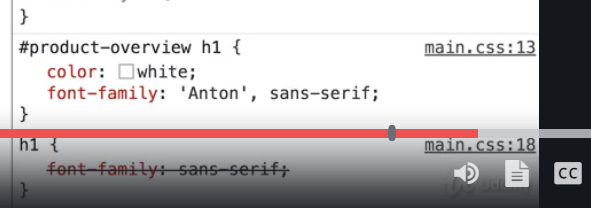 }
#product-overview h1 { main.css:13
color: white;
font-family: 'Anton', sans-serif;
}
h1 { main.css:18
font-family: sans-serif;
}
CC